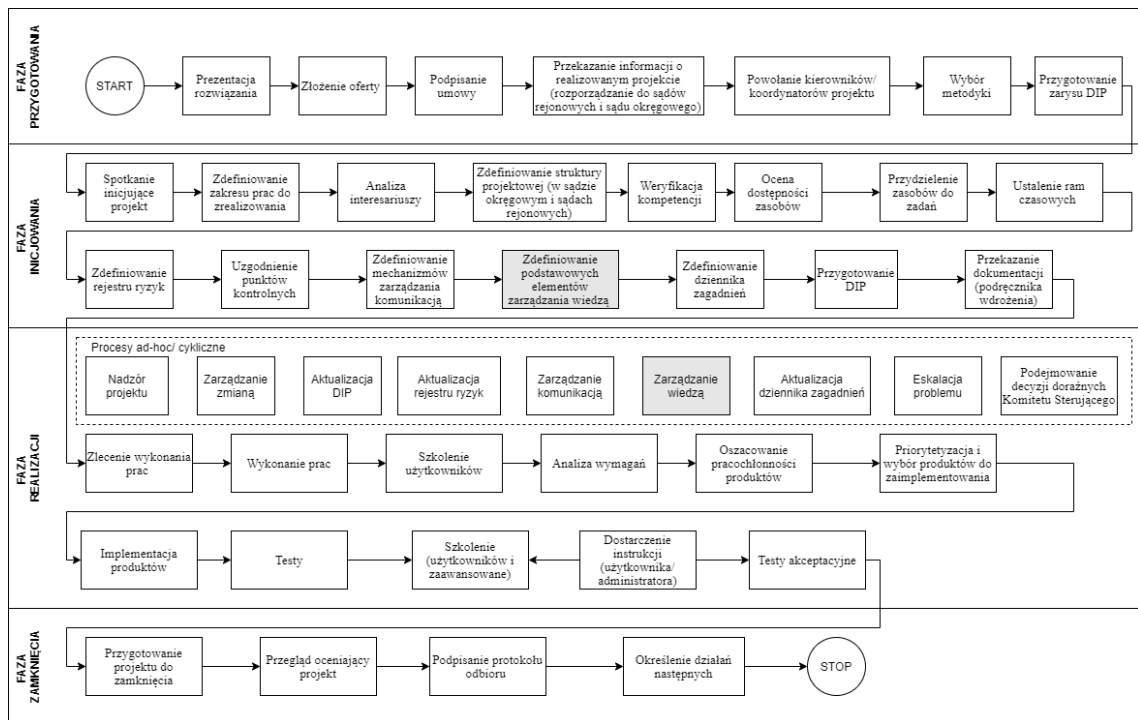 FAZA
PRZYGOTOWANIA
START
Prezentacja
rozwiązania
Złożenie oferty
Podpisanie
umowy
Przekazanie informacji o
realizowanym projekcie
(rozporządzanie do sądów
rejonowych i sądu okręgowego)
Powołanie kierowników/
koordynatorów projektu
Wybór
metodyki
Przygotowanie
zarysu DIP
FAZA
INICJOWANIA
Spotkanie
inicjujące
projekt
Zdefiniowanie
zakresu prac do
zrealizowania
Analiza
interesariuszy
Zdefiniowanie struktury
projektowej (w sądzie
okręgowym i sądach
rejonowych)
Weryfikacja
kompetencji
Ocena
dostępności
zasobów
Przydzielenie
zasobów do
zadań
Ustalenie ram
czasowych
Zdefiniowanie
rejestru ryzyk
Uzgodnienie
punktów
kontrolnych
Zdefiniowanie
mechanizmów
zarządzania
komunikacją
Zdefiniowanie
podstawowych
elementów
zarządzania wiedzą
Zdefiniowanie
dziennika
zagadnień
Przygotowanie
DIP
Przekazanie
dokumentacji
(podręcznika
wdrożenia)
FAZA
REALIZACJI
Procesy ad-hoc/ cykliczne
Nadzór
projektu
Zarządzanie
zmianą
Aktualizacja
DIP
Aktualizacja
rejestru ryzyk
Zarządzanie
komunikacją
Zarządzanie
wiedzą
Aktualizacja
dziennika zagadnień
Eskalacja
problemu
Podejmowanie
decyzji doraźnych
Komitetu Sterującego
Zlecenie wykonania
prac
Wykonanie prac
Szkolenie
użytkowników
Analiza wymagań
Oszacowanie
pracochłonności
produktów
Priorytetyzacja i
wybór produktów do
zaimplementowania
Implementacja
produktów
Testy
Szkolenie
(użytkowników i
zaawansowane)
Dostarczenie
instrukcji
(użytkownika/
administratora)
Testy akceptacyjne
FAZA
ZAMKNIĘCIA
Przygotowanie
projektu do
zamknięcia
Przegląd oceniający
projekt
Podpisanie protokołu
odbioru
Określenie działań
następnych
STOP